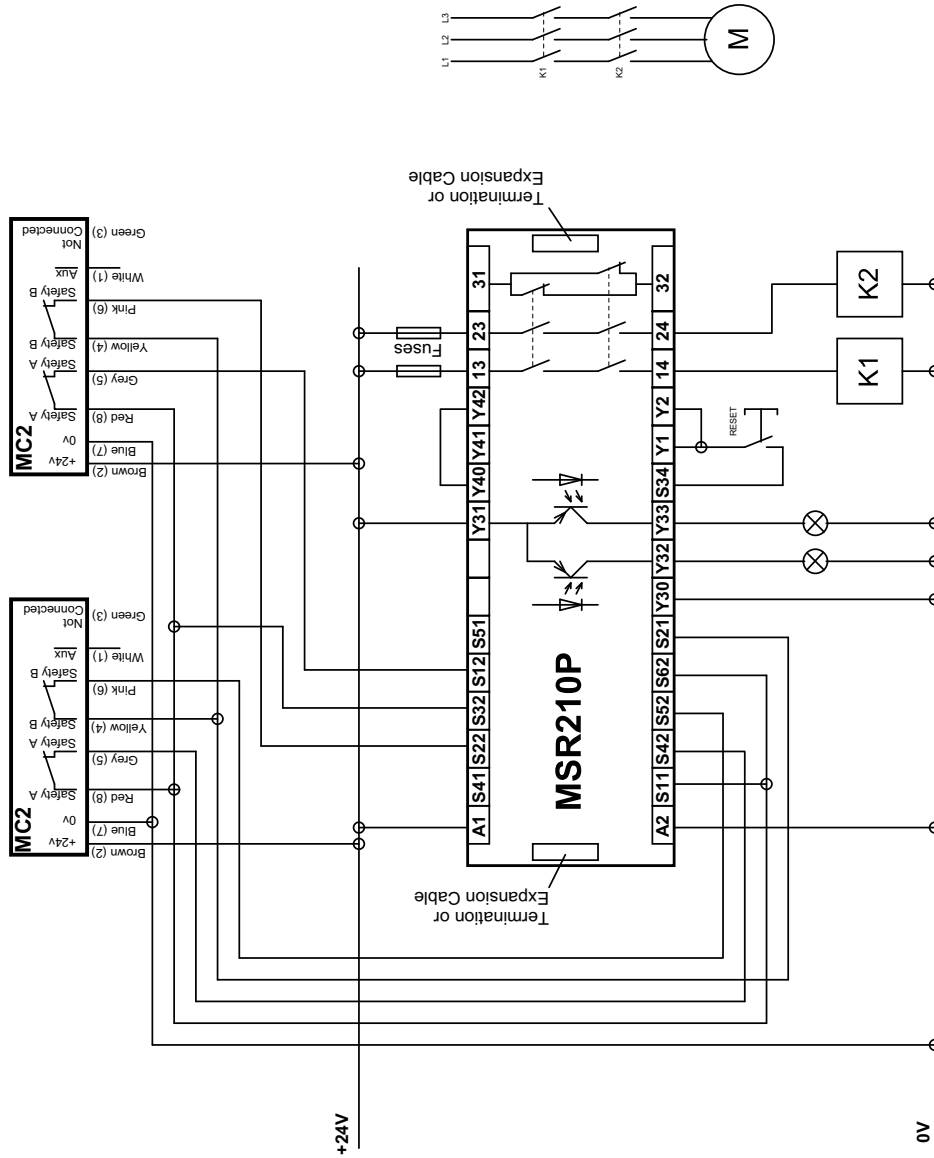 L3
L2
L1
K1
K2
M
MC2
+24v
0v
Safety A
Safety A
Safety B
Safety B
Aux
Not
Connected
Brown (2)
Blue (7)
Red (8)
Grey (5)
Yellow (4)
Pink (6)
White (1)
Green (3)
MC2
+24v
0v
Safety A
Safety A
Safety B
Safety B
Aux
Not
Connected
Brown (2)
Blue (7)
Red (8)
Grey (5)
Yellow (4)
Pink (6)
White (1)
Green (3)
+24V
Fuses
Termination or
Expansion Cable
Termination or
Expansion Cable
A1 S41 S22 S32 S12 S51 Y31 Y40 Y41 Y42 13 23 31
MSR210P
A2 S11 S42 S52 S62 S21 Y30 Y32 Y33 S34 Y1 Y2 14 24 32
RESET
K1
K2
0V